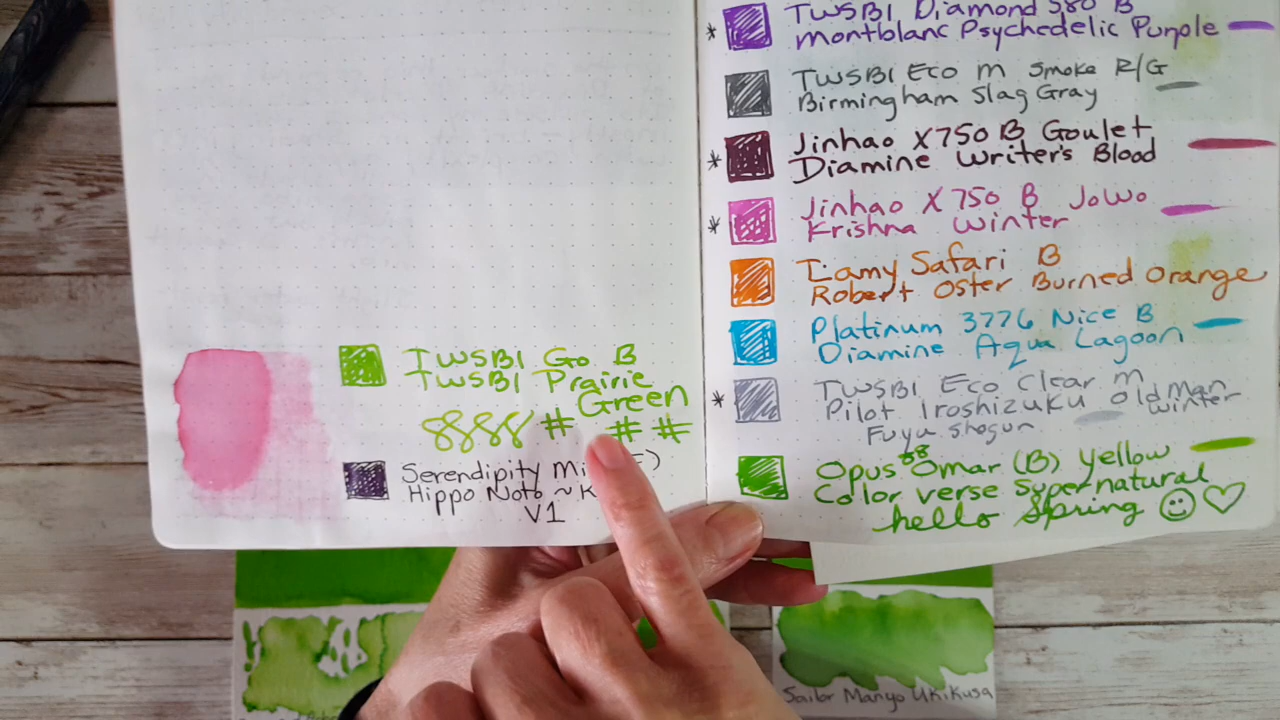 TWSBI Go B
TWSBI Prairie
Green
8888 # # #
Serendipity
Hippo Noto ~ K
V1
* TWSBI Diamond 580 B
Montblanc Psychedelic Purple
TWSBI Eco M Smoke R/G
Birmingham Slag Gray
* Jinhao X750 B Goulet
Diamine Writer's Blood
* Jinhao X750 B JoWo
Krishna Winter
Lamy Safari B
Robert Oster Burned Orange
Platinum 3776 Nice B
Diamine Aqua Lagoon
* TWSBI Eco Clear M
Pilot Iroshizuku Old Man
Winter
Fuyu Shogun
Opus 88 Omar (B) Yellow
Color verse Supernatural
hello Spring ☺ ♡
Sailor Manyo Ukikusa